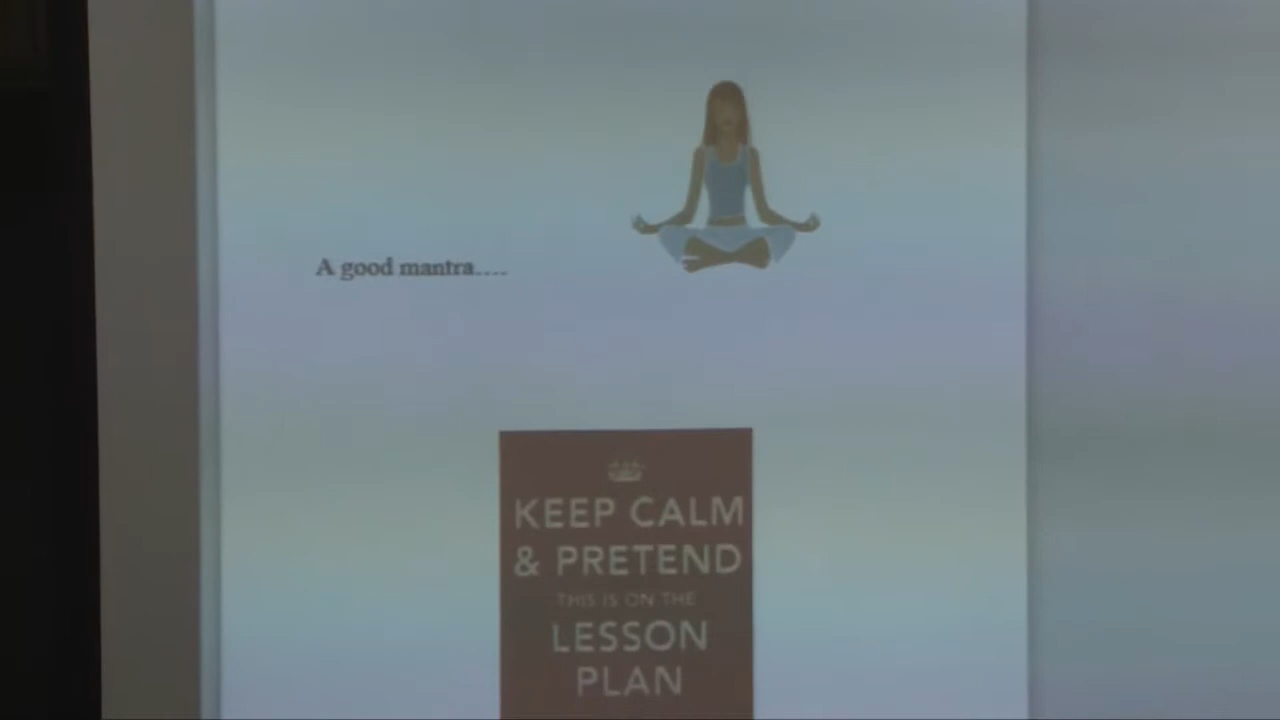 A good mantra....
KEEP CALM
& PRETEND
THIS IS ON THE
LESSON
PLAN